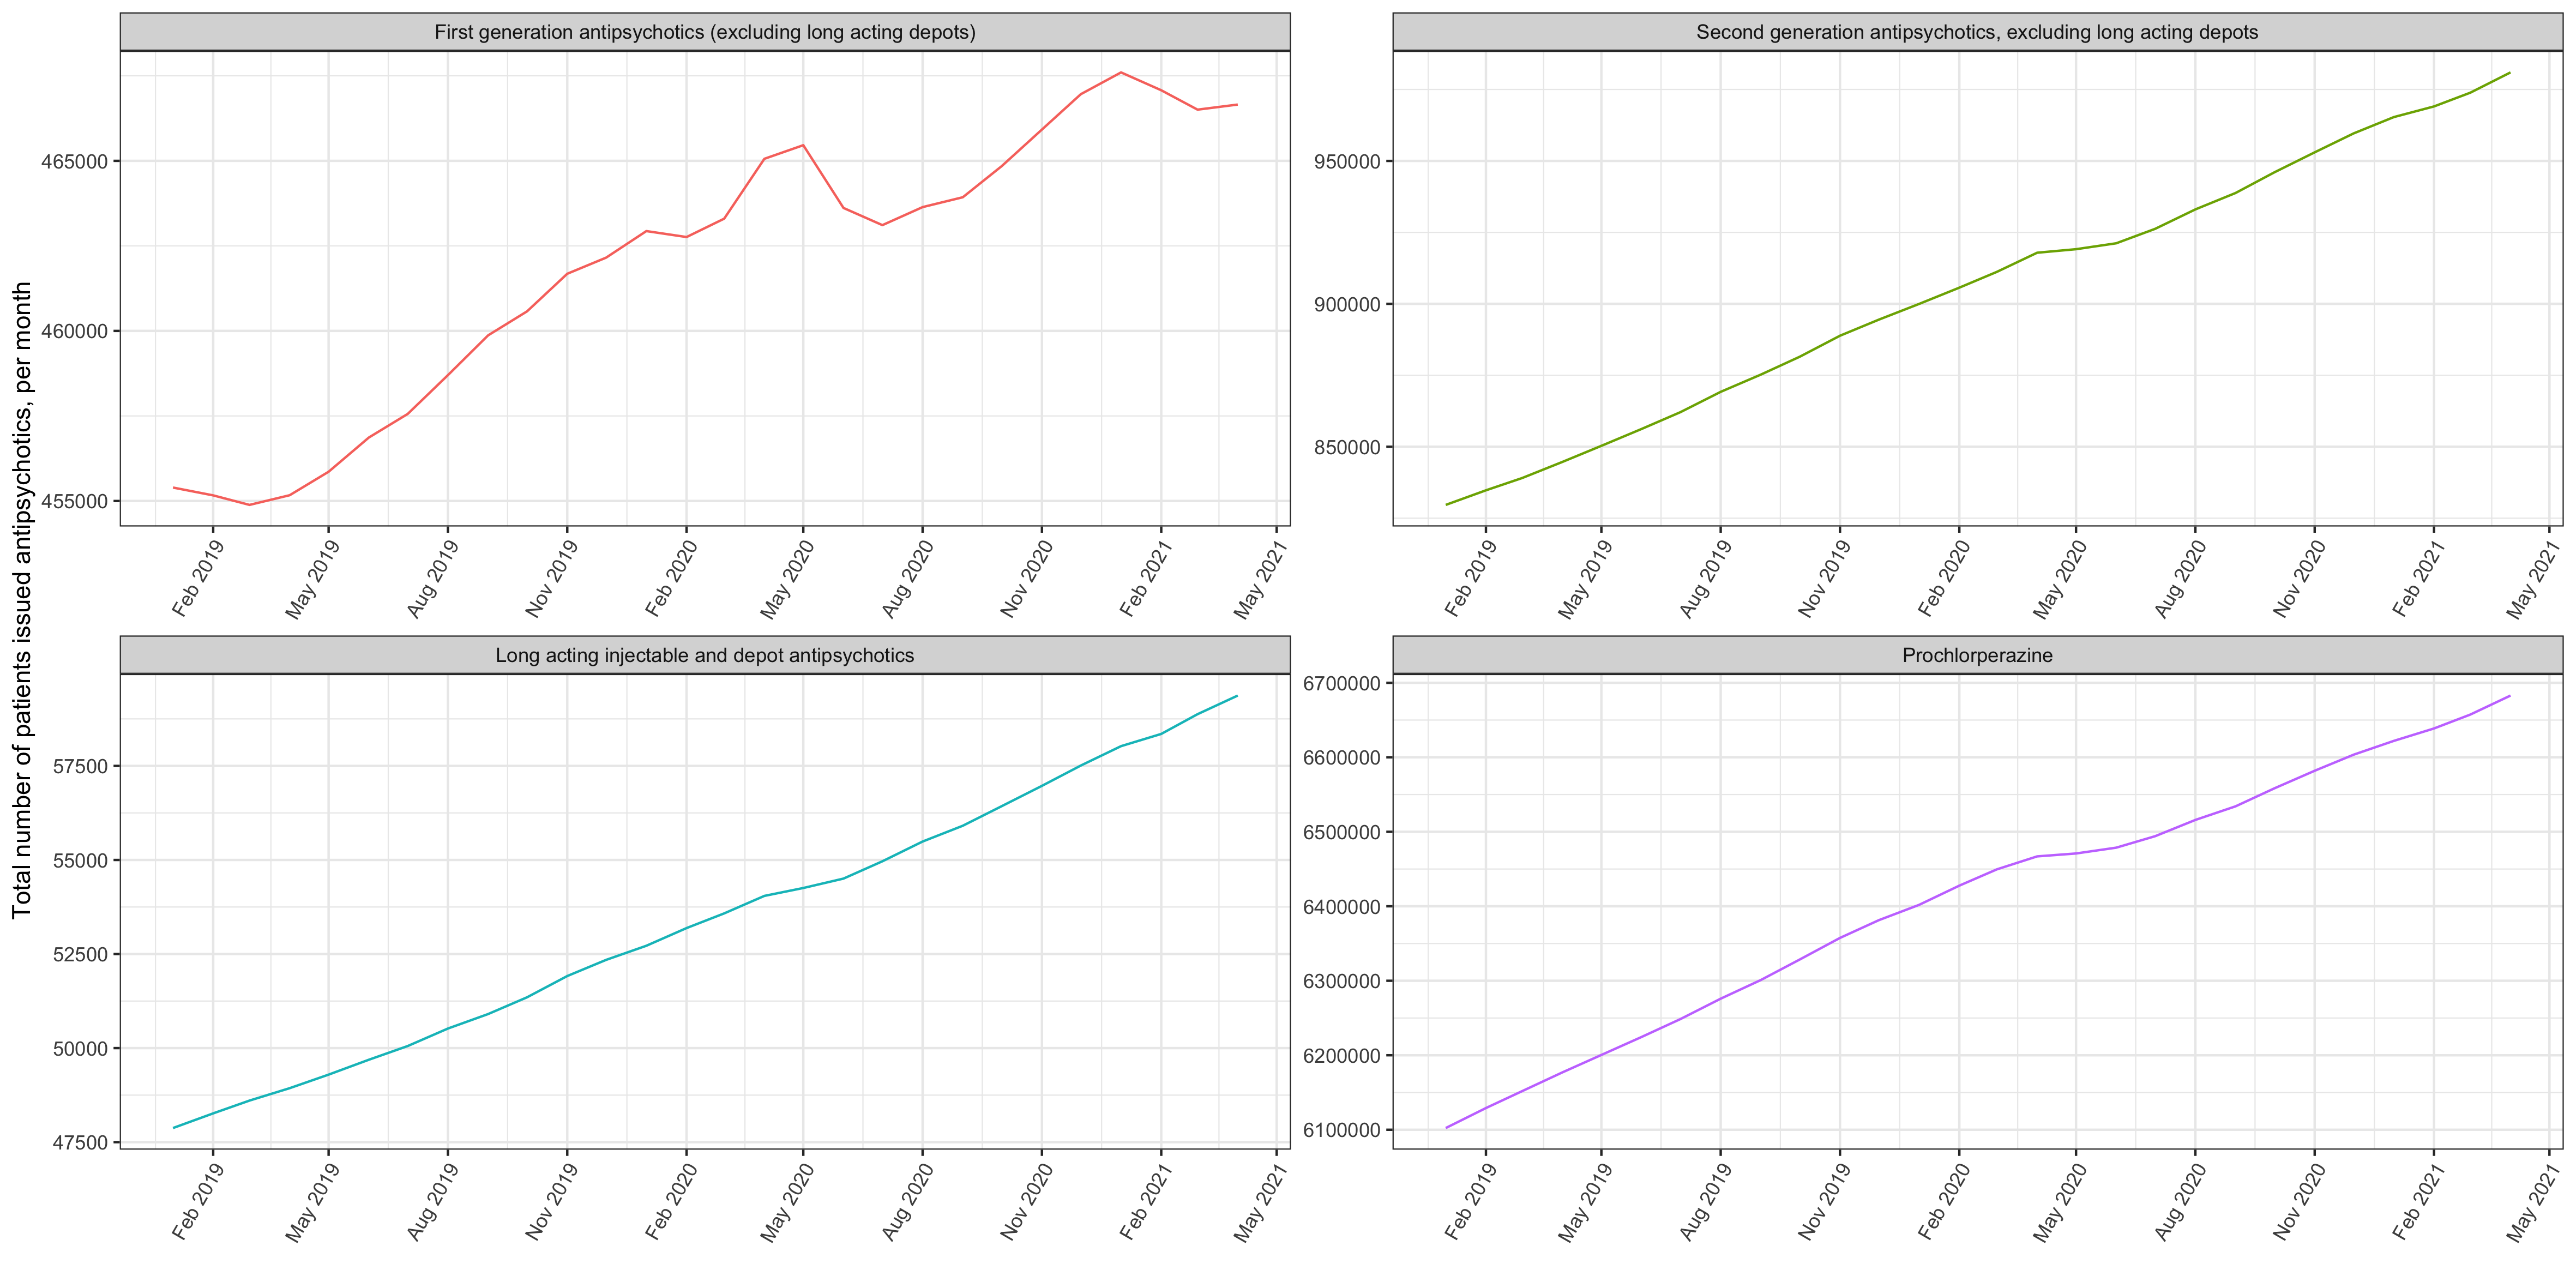 Total number of patients issued antipsychotics, per month
First generation antipsychotics (excluding long acting depots)
465000
460000
455000
Feb 2019
May 2019
Aug 2019
Nov 2019
Feb 2020
May 2020
Aug 2020
Nov 2020
Feb 2021
May 2021
Second generation antipsychotics, excluding long acting depots
950000
900000
850000
Feb 2019
May 2019
Aug 2019
Nov 2019
Feb 2020
May 2020
Aug 2020
Nov 2020
Feb 2021
May 2021
Long acting injectable and depot antipsychotics
57500
55000
52500
50000
47500
Feb 2019
May 2019
Aug 2019
Nov 2019
Feb 2020
May 2020
Aug 2020
Nov 2020
Feb 2021
May 2021
Prochlorperazine
6700000
6600000
6500000
6400000
6300000
6200000
6100000
Feb 2019
May 2019
Aug 2019
Nov 2019
Feb 2020
May 2020
Aug 2020
Nov 2020
Feb 2021
May 2021